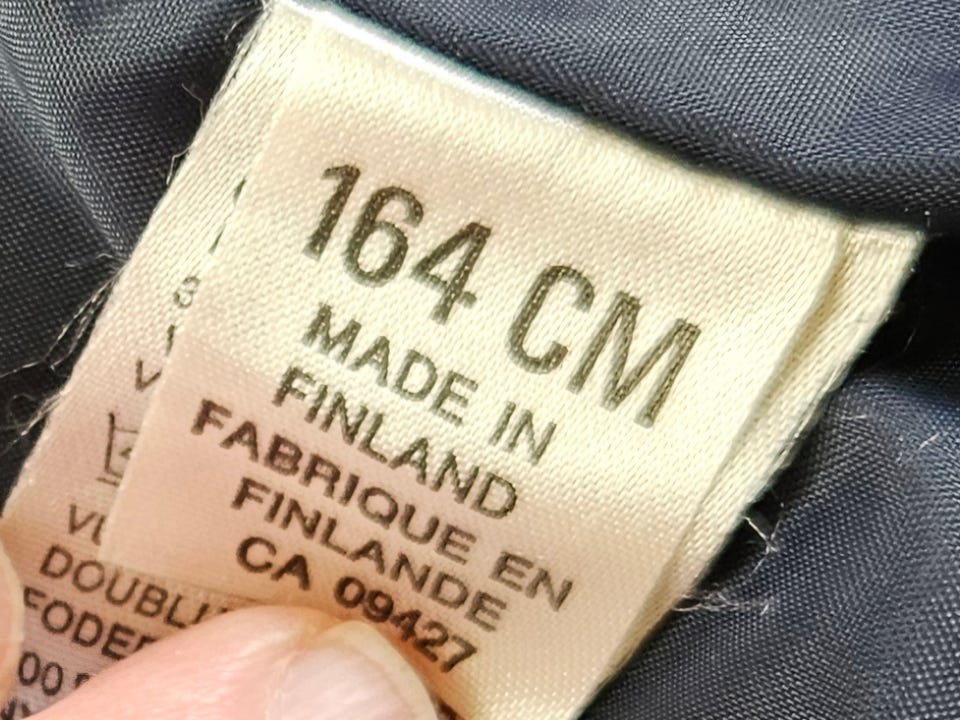 164 CM
MADE IN
FINLAND
FABRIQUE EN
FINLANDE
CA 09427